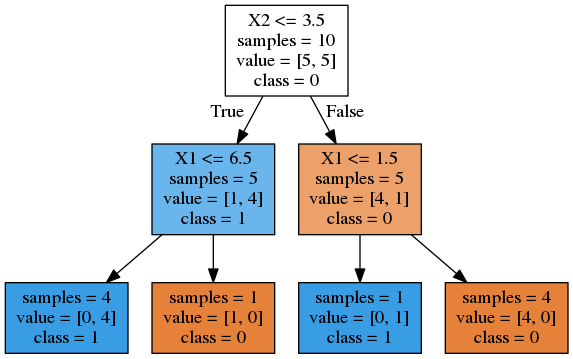 X2 <= 3.5
samples = 10
value = [5, 5]
class = 0
True
False
X1 <= 6.5
samples = 5
value = [1, 4]
class = 1
X1 <= 1.5
samples = 5
value = [4, 1]
class = 0
samples = 4
value = [0, 4]
class = 1
samples = 1
value = [1, 0]
class = 0
samples = 1
value = [0, 1]
class = 1
samples = 4
value = [4, 0]
class = 0